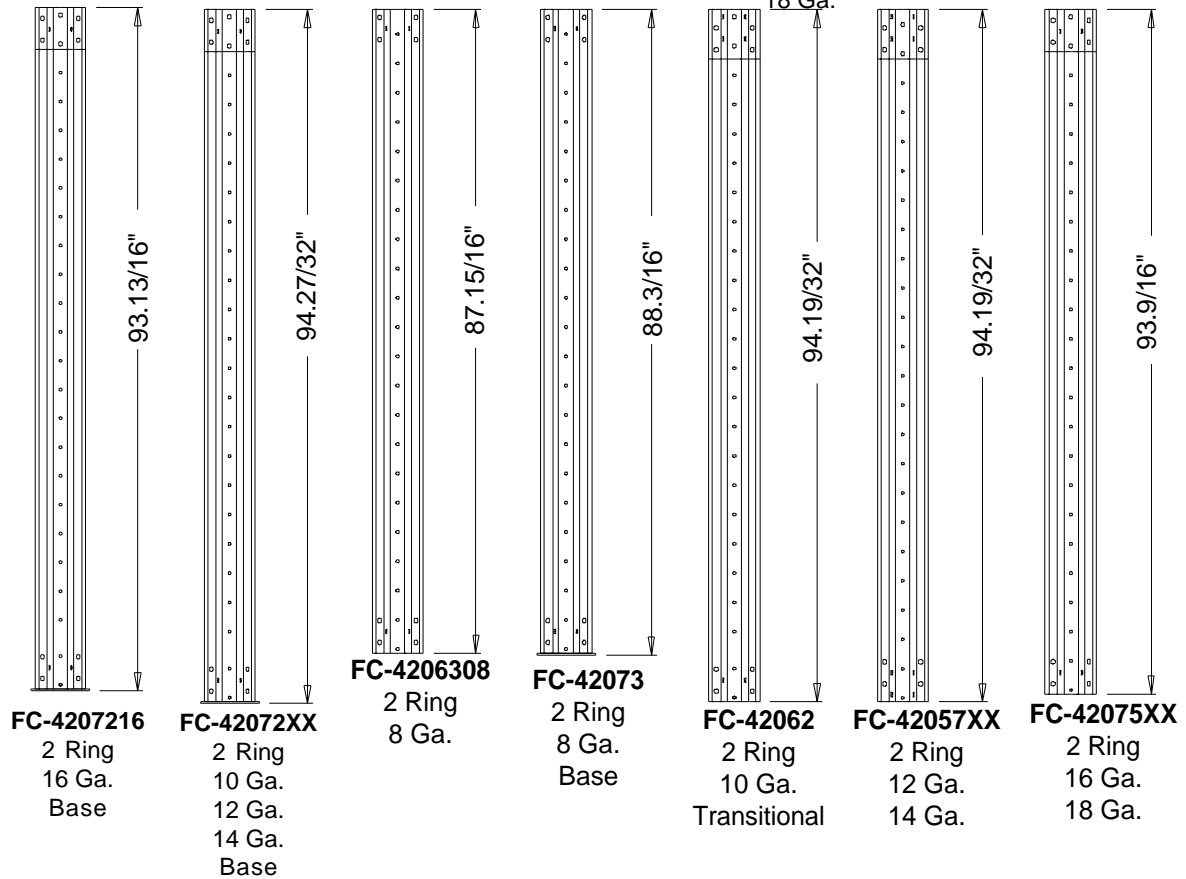 18 Ga.
93.13/16"
94.27/32"
87.15/16"
88.3/16"
94.19/32"
94.19/32"
93.9/16"
FC-4207216
2 Ring
16 Ga.
Base
FC-42072XX
2 Ring
10 Ga.
12 Ga.
14 Ga.
Base
FC-4206308
2 Ring
8 Ga.
FC-42073
2 Ring
8 Ga.
Base
FC-42062
2 Ring
10 Ga.
Transitional
FC-42057XX
2 Ring
12 Ga.
14 Ga.
FC-42075XX
2 Ring
16 Ga.
18 Ga.